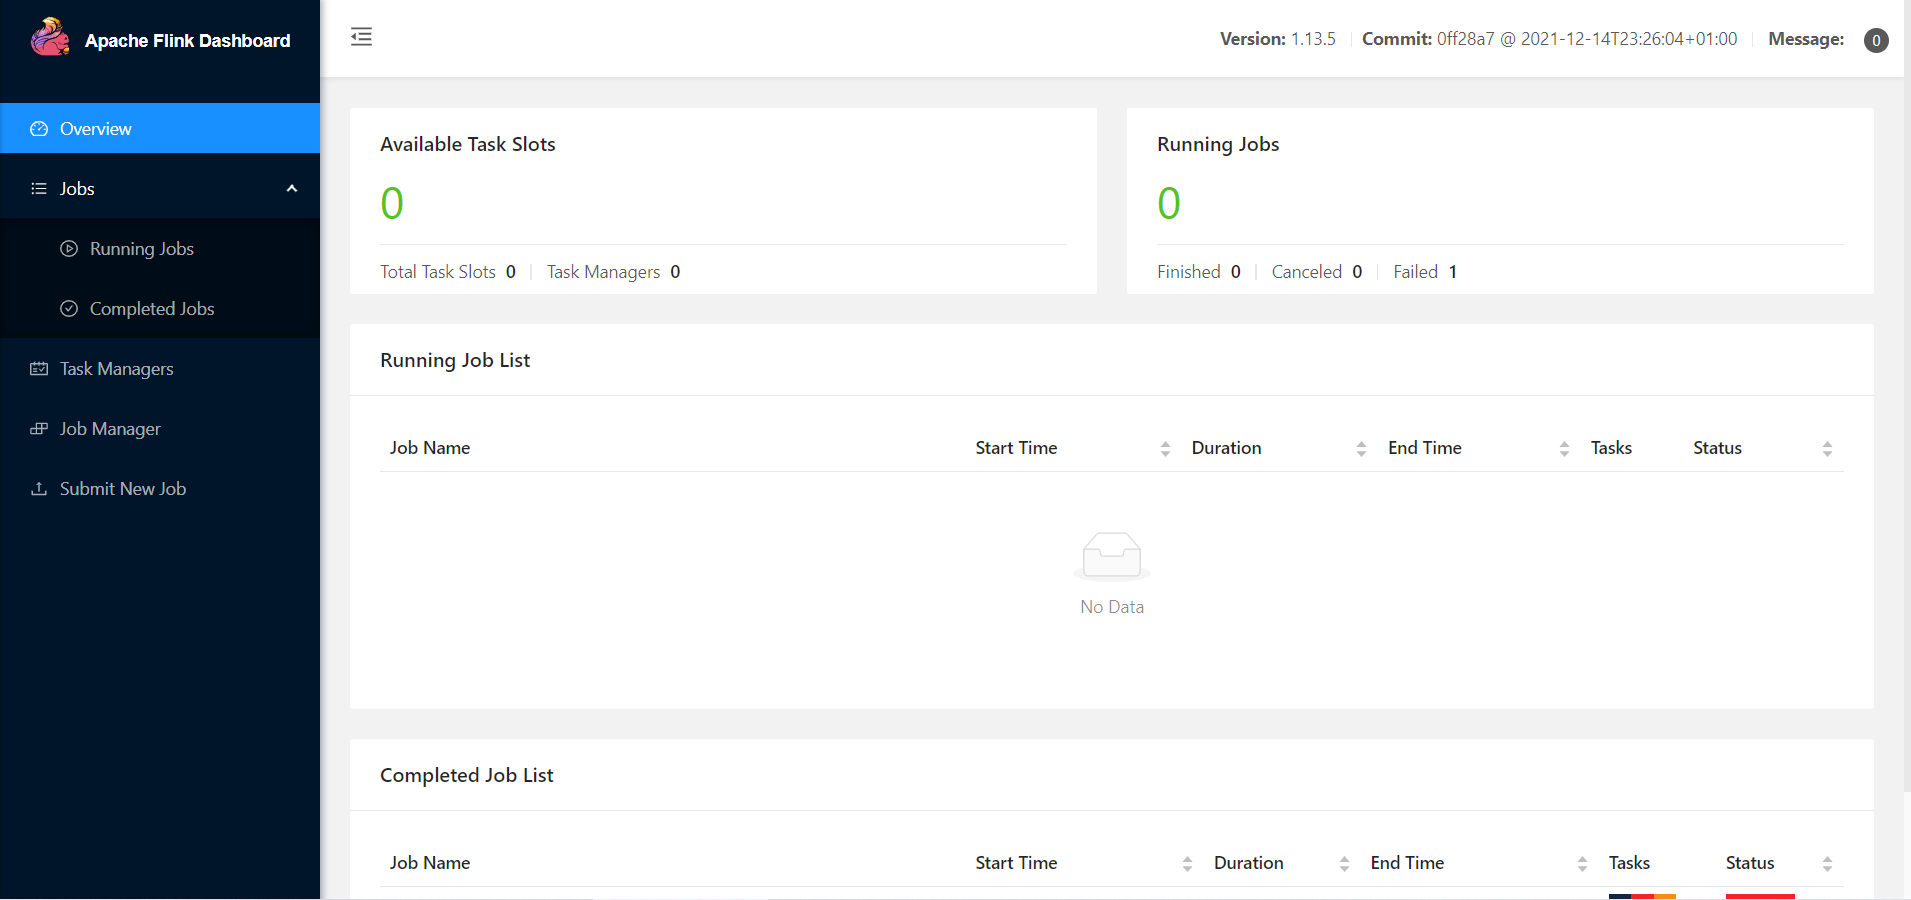 Apache Flink Dashboard
Version: 1.13.5 Commit: 0ff28a7 @ 2021-12-14T23:26:04+01:00 Message: 0
Overview
Jobs
Running Jobs
Completed Jobs
Task Managers
Job Manager
Submit New Job
Available Task Slots
0
Total Task Slots 0 Task Managers 0
Running Jobs
0
Finished 0 Canceled 0 Failed 1
Running Job List
Job Name Start Time Duration End Time Tasks Status
No Data
Completed Job List
Job Name Start Time Duration End Time Tasks Status